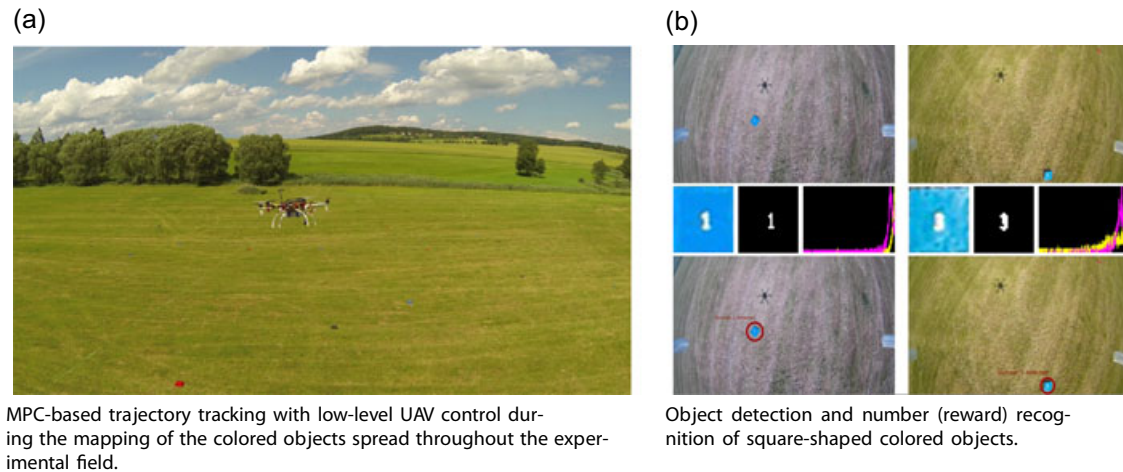 (a)
(b)
1
1
MPC-based trajectory tracking with low-level UAV control dur-
ing the mapping of the colored objects spread throughout the exper-
imental field.
Object detection and number (reward) recog-
nition of square-shaped colored objects.